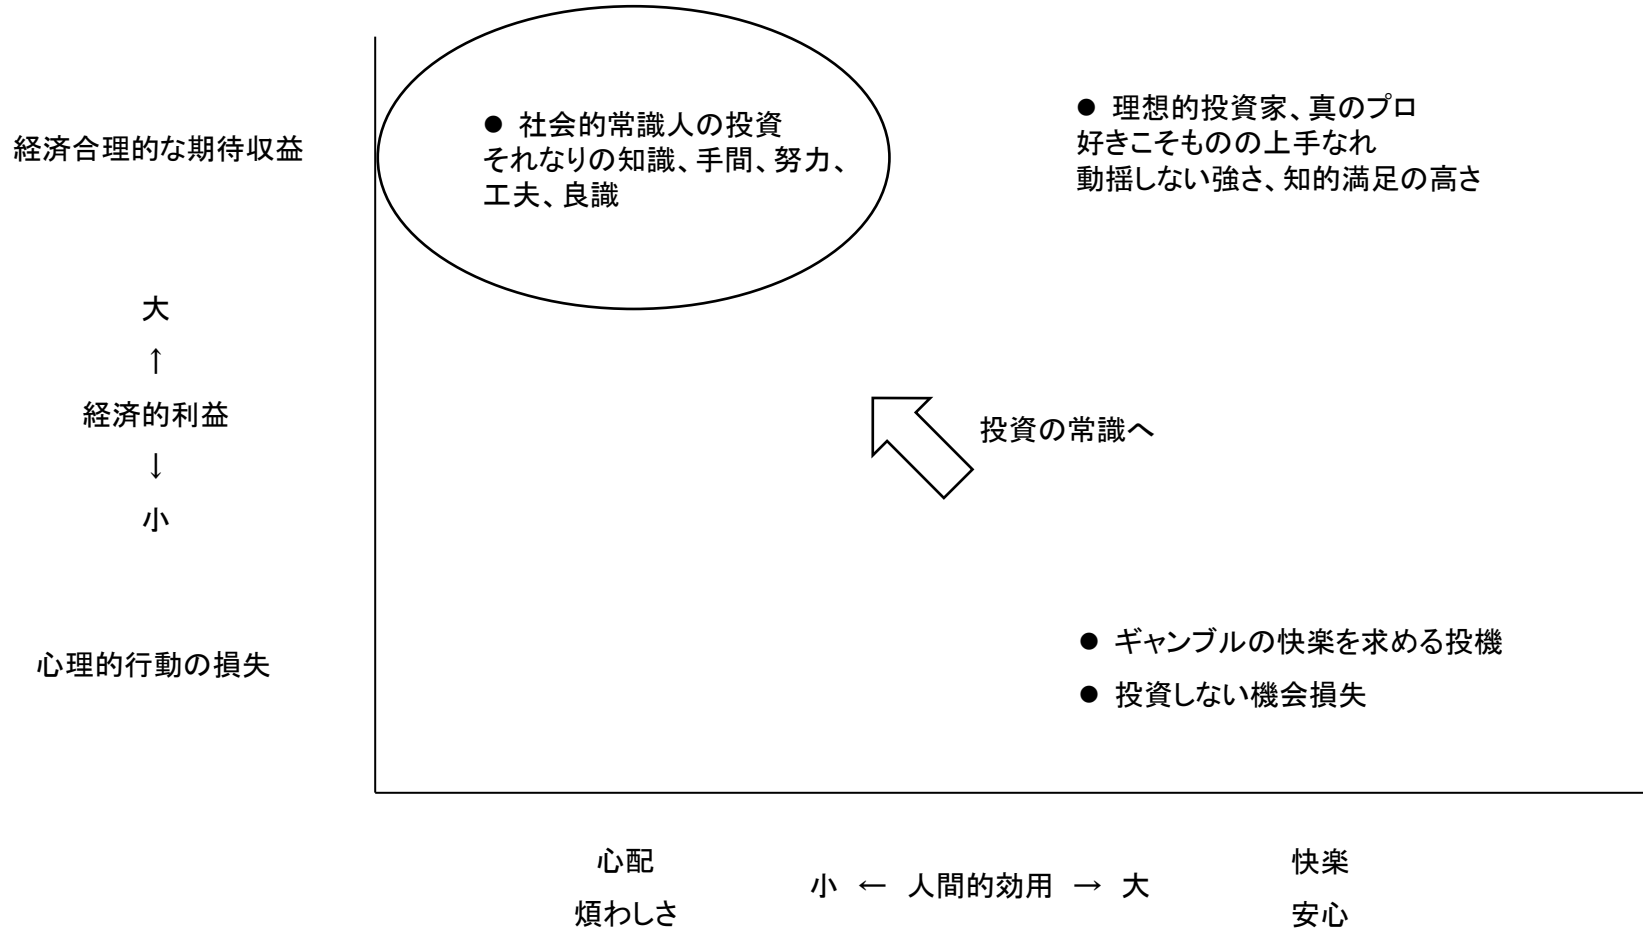 経済合理的な期待収益
● 社会的常識人の投資
それなりの知識、手間、努力、
工夫、良識
● 理想的投資家、真のプロ
好きこそものの上手なれ
動揺しない強さ、知的満足の高さ
大
↑
経済的利益
↓
小
投資の常識へ
心理的行動の損失
● ギャンブルの快楽を求める投機
● 投資しない機会損失
心配
煩わしさ
小 ← 人間的効用 → 大
快楽
安心